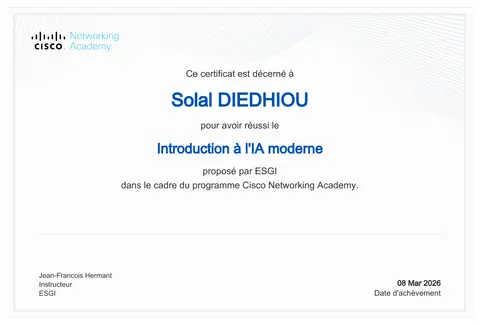 Networking
CISCO Academy
Ce certificat est décerné à
Solal DIEDHIOU
pour avoir réussi le
Introduction à l'IA moderne
proposé par ESGI
dans le cadre du programme Cisco Networking Academy.
Jean-Francois Hermant
Instructeur
ESGI
08 Mar 2026
Date d'achèvement